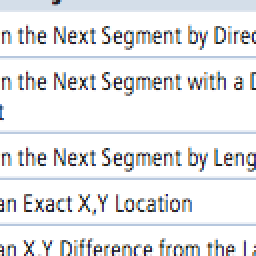 n the Next Segment by Direc
n the Next Segment with a D
t
n the Next Segment by Leng
an Exact X,Y Location
an X,Y Difference from the La